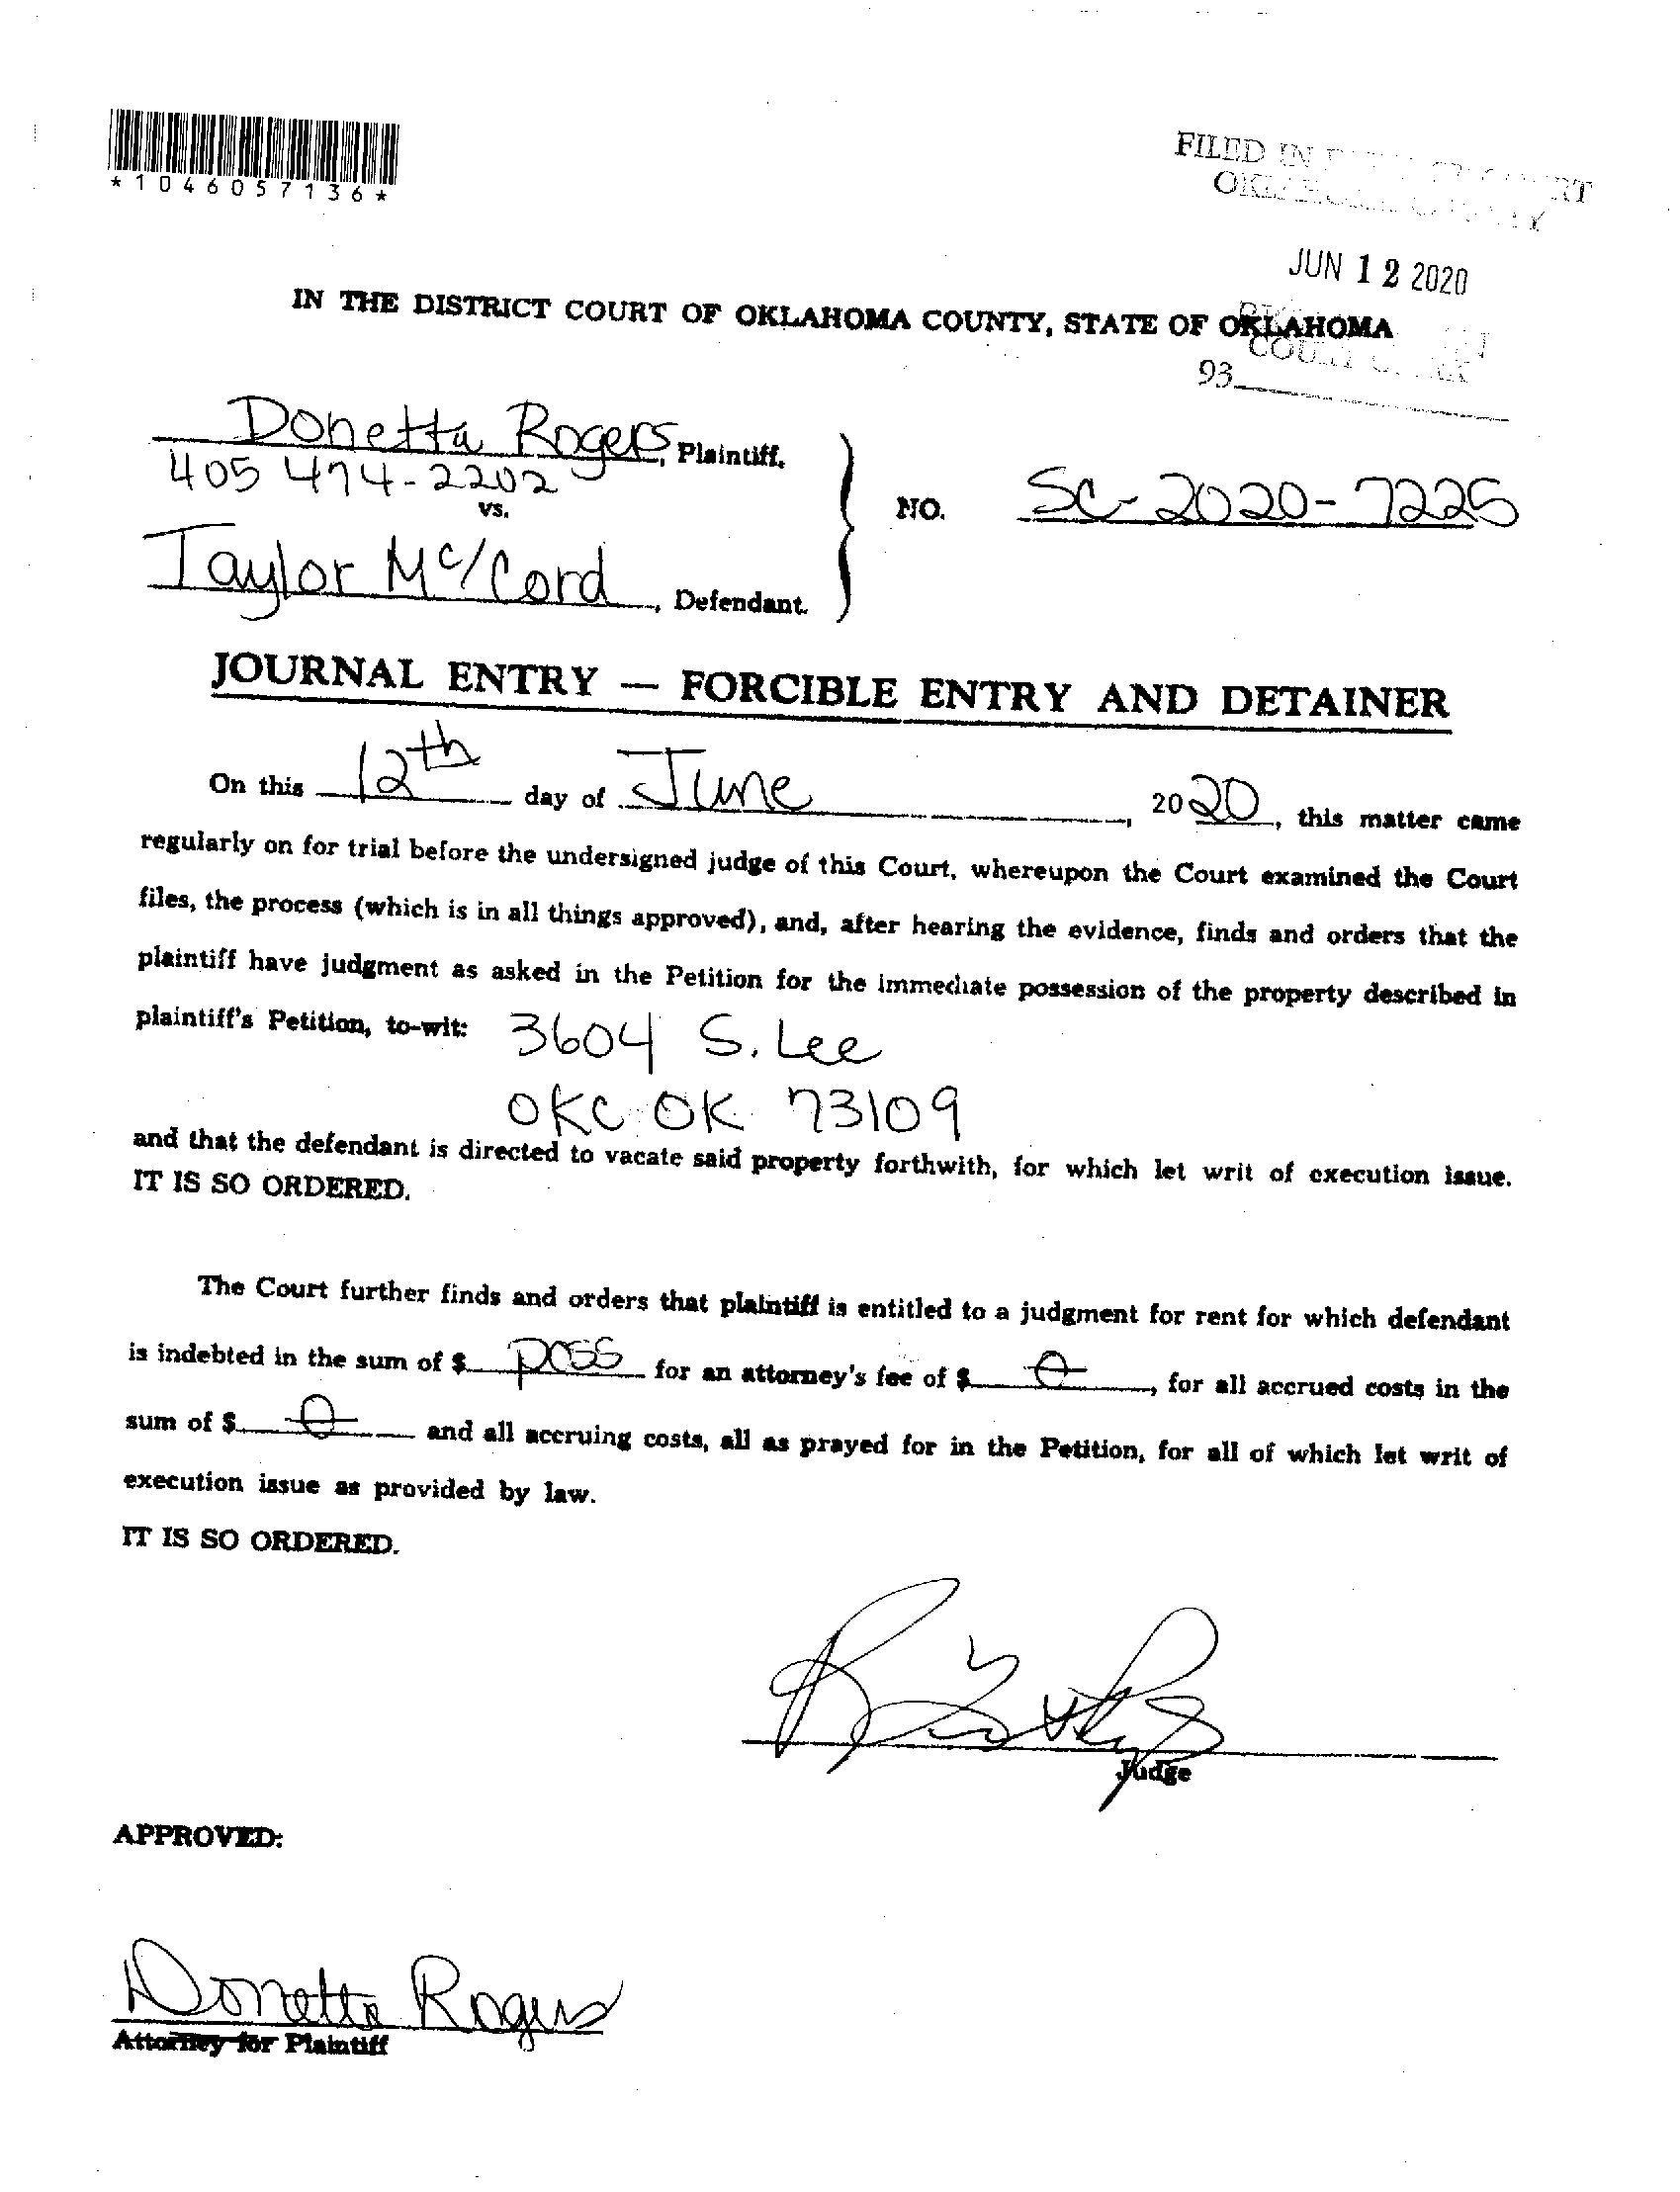 *1046057136*
FILED IN
JUN 12 2020
IN THE DISTRICT COURT OF OKLAHOMA COUNTY, STATE OF OKLAHOMA
93
Donetta Rogers, Plaintiff,
405 474-2202
vs.
NO. SC-2020-7225
Taylor Mc/Cord, Defendant.
JOURNAL ENTRY — FORCIBLE ENTRY AND DETAINER
On this 12th day of June, 2020, this matter came
regularly on for trial before the undersigned judge of this Court, whereupon the Court examined the Court
files, the process (which is in all things approved), and, after hearing the evidence, finds and orders that the
plaintiff have judgment as asked in the Petition for the immediate possession of the property described in
plaintiff's Petition, to-wit: 3604 S. Lee
OKC OK 73109
and that the defendant is directed to vacate said property forthwith, for which let writ of execution issue.
IT IS SO ORDERED.
The Court further finds and orders that plaintiff is entitled to a judgment for rent for which defendant
is indebted in the sum of $ poss for an attorney's fee of $ 0, for all accrued costs in the
sum of $ 0 and all accruing costs, all as prayed for in the Petition, for all of which let writ of
execution issue as provided by law.
IT IS SO ORDERED.
Judge
APPROVED:
Donetta Rogers
Attorney for Plaintiff